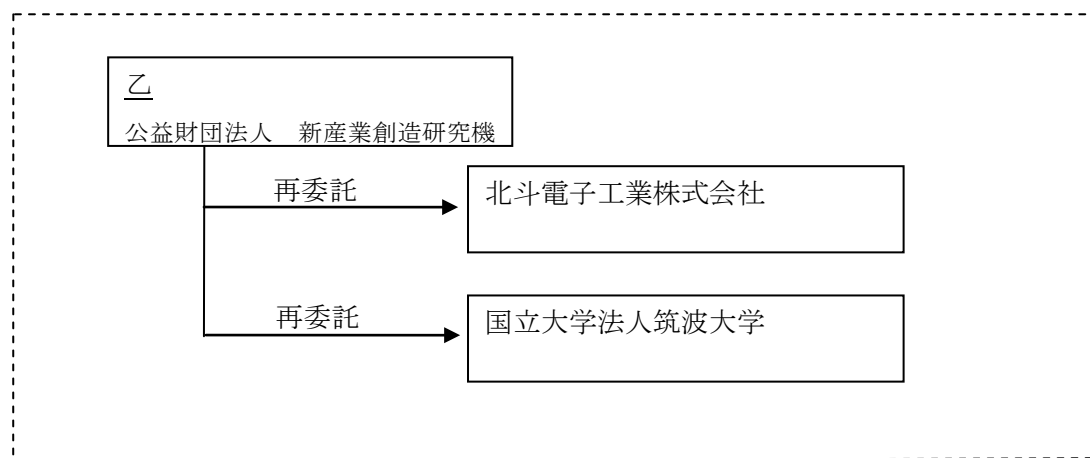 乙
公益財団法人　新産業創造研究機
再委託
北斗電子工業株式会社
再委託
国立大学法人筑波大学